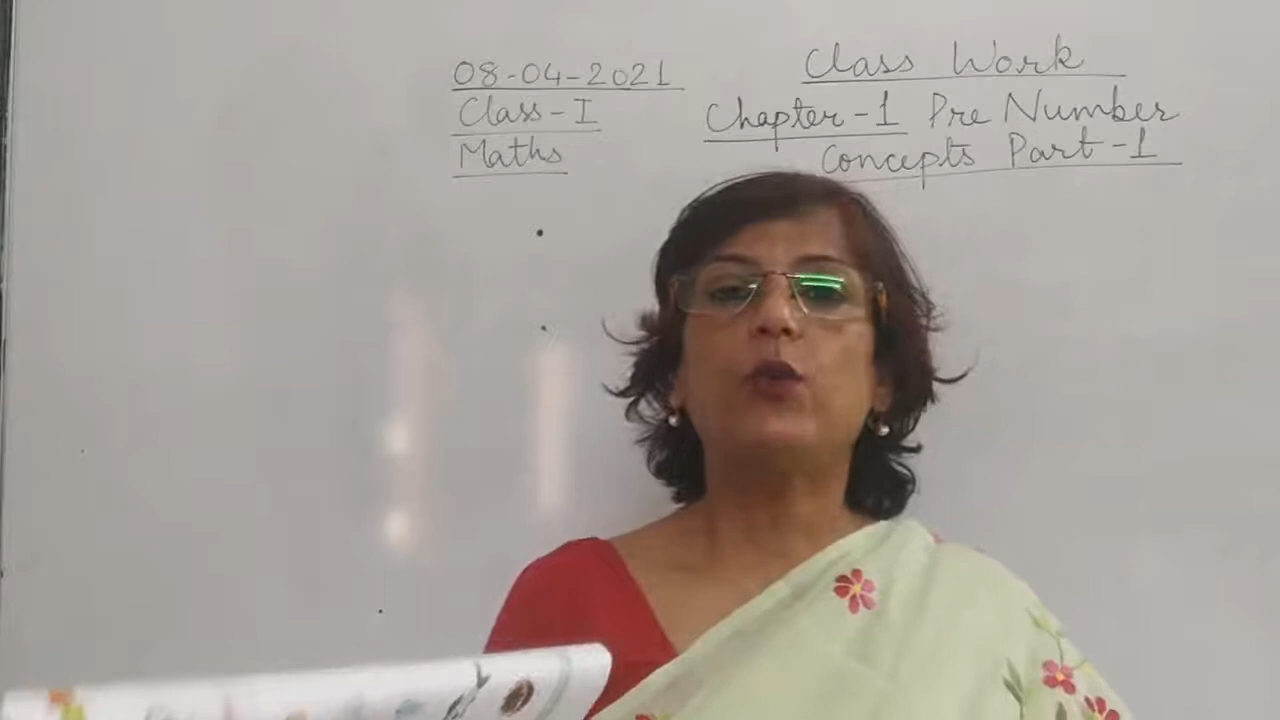 08-04-2021
Class-I
Maths
Class Work
Chapter-1 Pre Number
Concepts Part-1